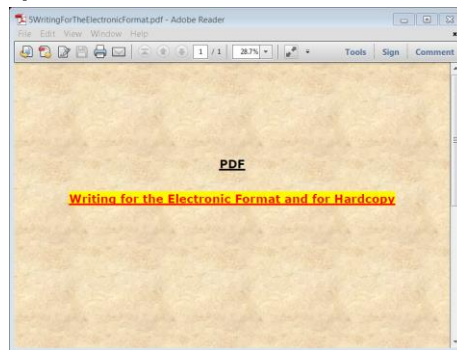 5WritingForTheElectronicFormat.pdf - Adobe Reader
File Edit View Window Help
1 / 1 28.7% Tools Sign Comment
PDF
Writing for the Electronic Format and for Hardcopy